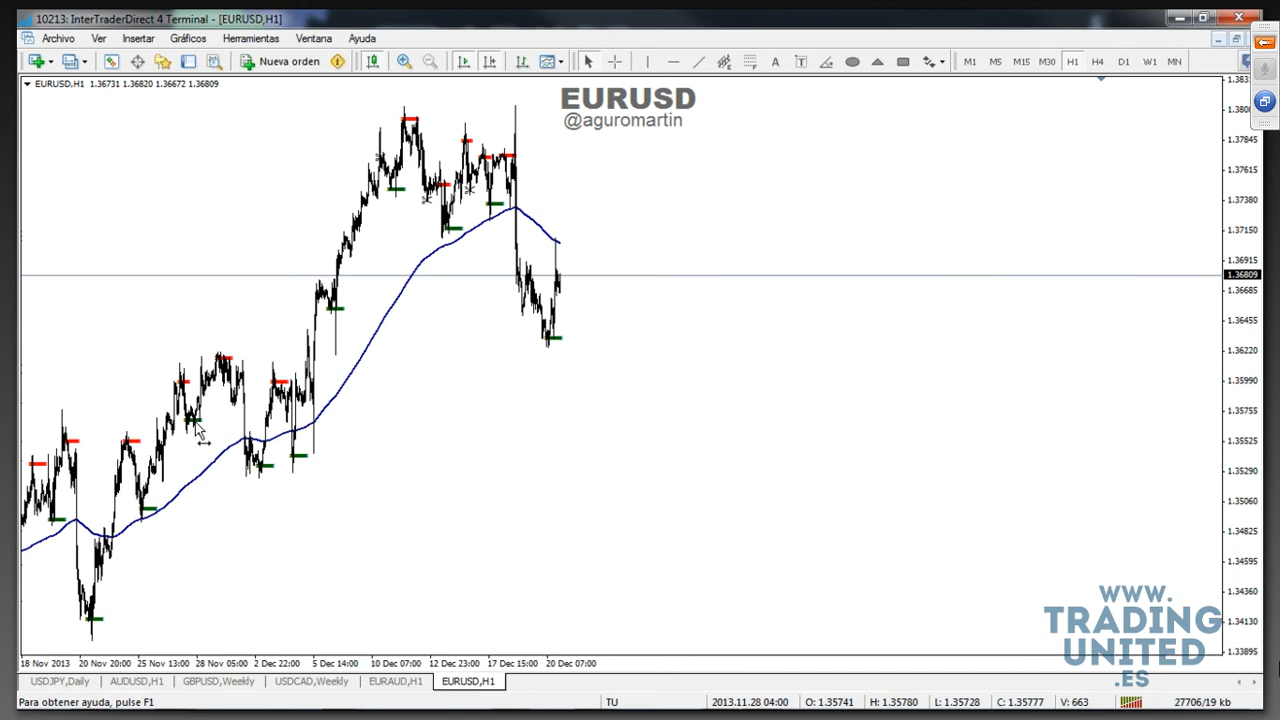 10213: InterTraderDirect 4 Terminal - [EURUSD,H1]
Archivo Ver Insertar Gráficos Herramientas Ventana Ayuda
Nueva orden A T M1 M5 M15 M30 H1 H4 D1 W1 MN
EURUSD,H1 1.36731 1.36820 1.36672 1.36809
EURUSD
@aguromartin
1.3800
1.37845
1.37615
1.37380
1.37150
1.36915
1.36809
1.36685
1.36455
1.36220
1.35990
1.35755
1.35525
1.35290
1.35060
1.34825
1.34595
1.34360
1.34130
1.33895
WWW.
TRADING
UNITED
.ES
18 Nov 2013 20 Nov 20:00 25 Nov 13:00 28 Nov 05:00 2 Dec 22:00 5 Dec 14:00 10 Dec 07:00 12 Dec 23:00 17 Dec 15:00 20 Dec 07:00
USDJPY,Daily AUDUSD,H1 GBPUSD,Weekly USDCAD,Weekly EURAUD,H1 EURUSD,H1
Para obtener ayuda, pulse F1 TU 2013.11.28 04:00 O: 1.35741 H: 1.35780 L: 1.35728 C: 1.35777 V: 663 27706/19 kb